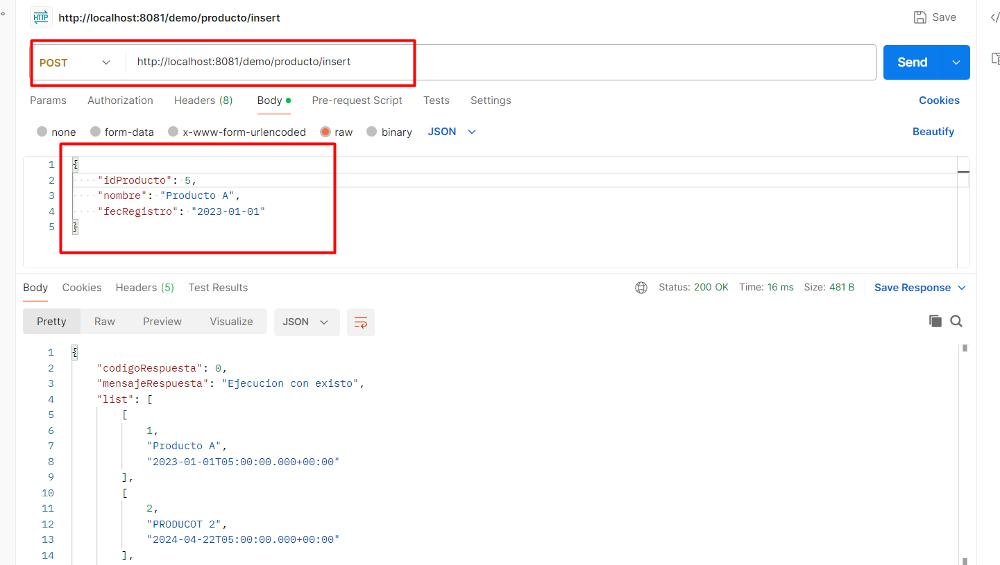 HTTP http://localhost:8081/demo/producto/insert Save
POST http://localhost:8081/demo/producto/insert Send
Params Authorization Headers (8) Body Pre-request Script Tests Settings Cookies
none form-data x-www-form-urlencoded raw binary JSON Beautify
1 {
2 "idProducto": 5,
3 "nombre": "Producto A",
4 "fecRegistro": "2023-01-01"
5 }
Body Cookies Headers (5) Test Results Status: 200 OK Time: 16 ms Size: 481 B Save Response
Pretty Raw Preview Visualize JSON
1 {
2 "codigoRespuesta": 0,
3 "mensajeRespuesta": "Ejecucion con existo",
4 "list": [
5 [
6 1,
7 "Producto A",
8 "2023-01-01T05:00:00.000+00:00"
9 ],
10 [
11 2,
12 "PRODUCOT 2",
13 "2024-04-22T05:00:00.000+00:00"
14 ],